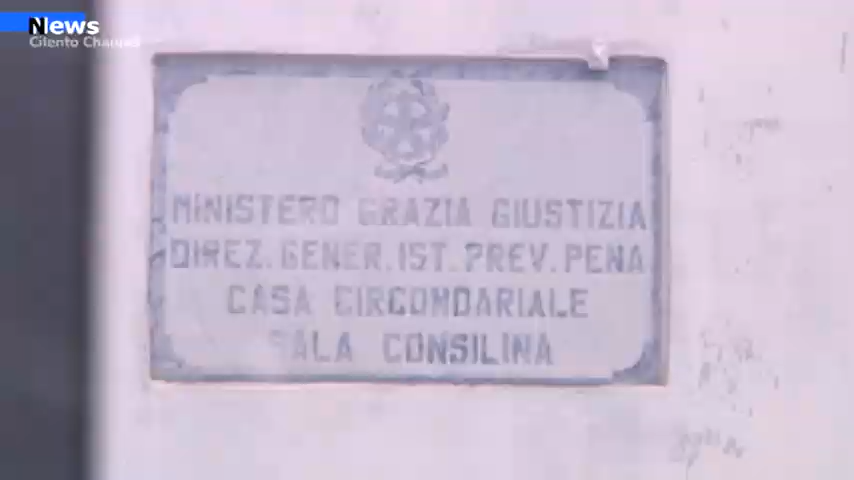 News
Cilento Channel
MINISTERO GRAZIA GIUSTIZIA
DIREZ. GENER. IST. PREV. PENA
CASA CIRCONDARIALE
SALA CONSILINA